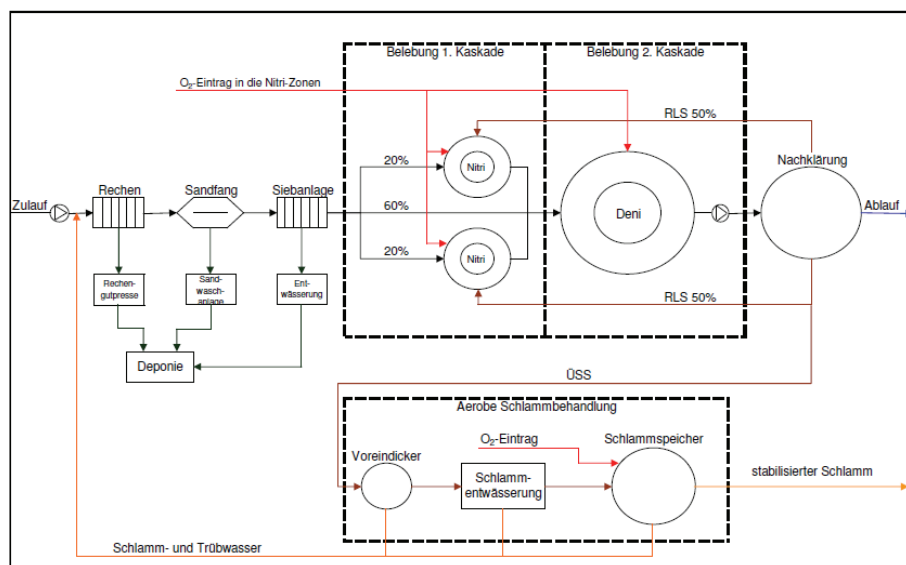 Belebung 1. Kaskade
Belebung 2. Kaskade
O₂-Eintrag in die Nitri-Zonen
RLS 50%
Nachklärung
20%
Nitri
Rechen
Sandfang
Siebanlage
Zulauf
60%
Deni
Ablauf
20%
Nitri
Rechen-
gutpresse
Sand-
wasch-
anlage
Ent-
wässerung
RLS 50%
Deponie
ÜSS
Aerobe Schlammbehandlung
O₂-Eintrag
Schlammspeicher
Voreindicker
Schlamm-
entwässerung
stabilisierter Schlamm
Schlamm- und Trübwasser